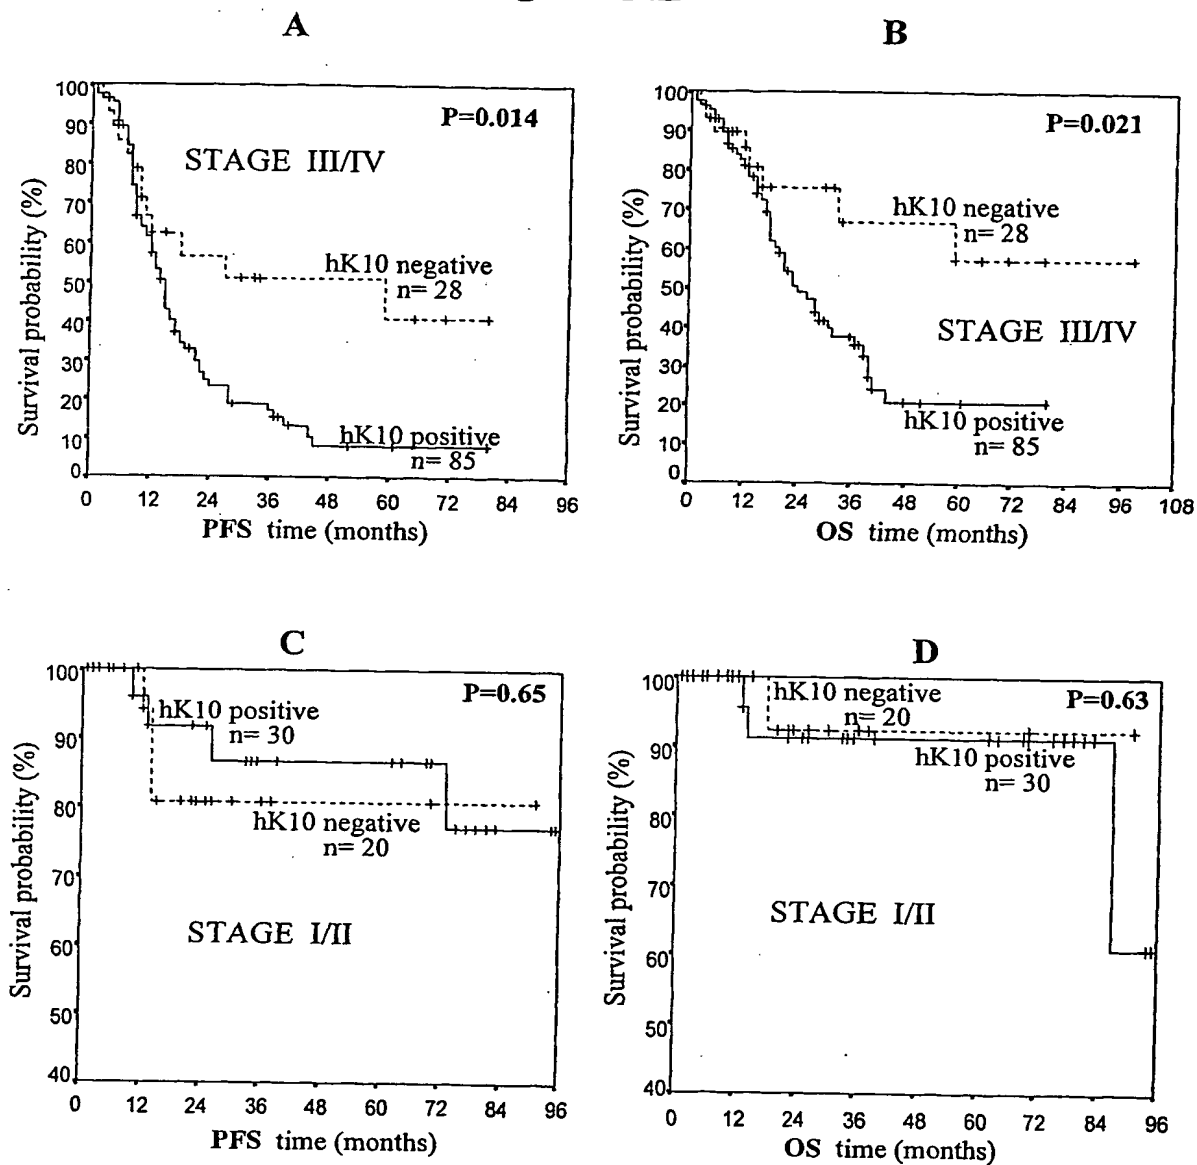 A
Survival probability (%)
100
90
80
70
60
50
40
30
20
10
0
P=0.014
STAGE III/IV
hK10 negative
n= 28
hK10 positive
n= 85
0 12 24 36 48 60 72 84 96
PFS time (months)
B
Survival probability (%)
100
90
80
70
60
50
40
30
20
10
0
P=0.021
hK10 negative
n= 28
STAGE III/IV
hK10 positive
n= 85
0 12 24 36 48 60 72 84 96 108
OS time (months)
C
Survival probability (%)
100
90
80
70
60
50
40
P=0.65
hK10 positive
n= 30
hK10 negative
n= 20
STAGE I/II
0 12 24 36 48 60 72 84 96
PFS time (months)
D
Survival probability (%)
100
90
80
70
60
50
40
P=0.63
hK10 negative
n= 20
hK10 positive
n= 30
STAGE I/II
0 12 24 36 48 60 72 84 96
OS time (months)